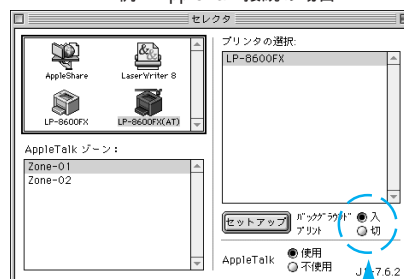 セレクタ
AppleShare
LaserWriter 8
LP-8600FX
LP-8600FX(AT)
AppleTalk ゾーン：
Zone-01
Zone-02
プリンタの選択:
LP-8600FX
セットアップ
バックグラウンド
プリント
入
切
AppleTalk
使用
不使用
7.6.2